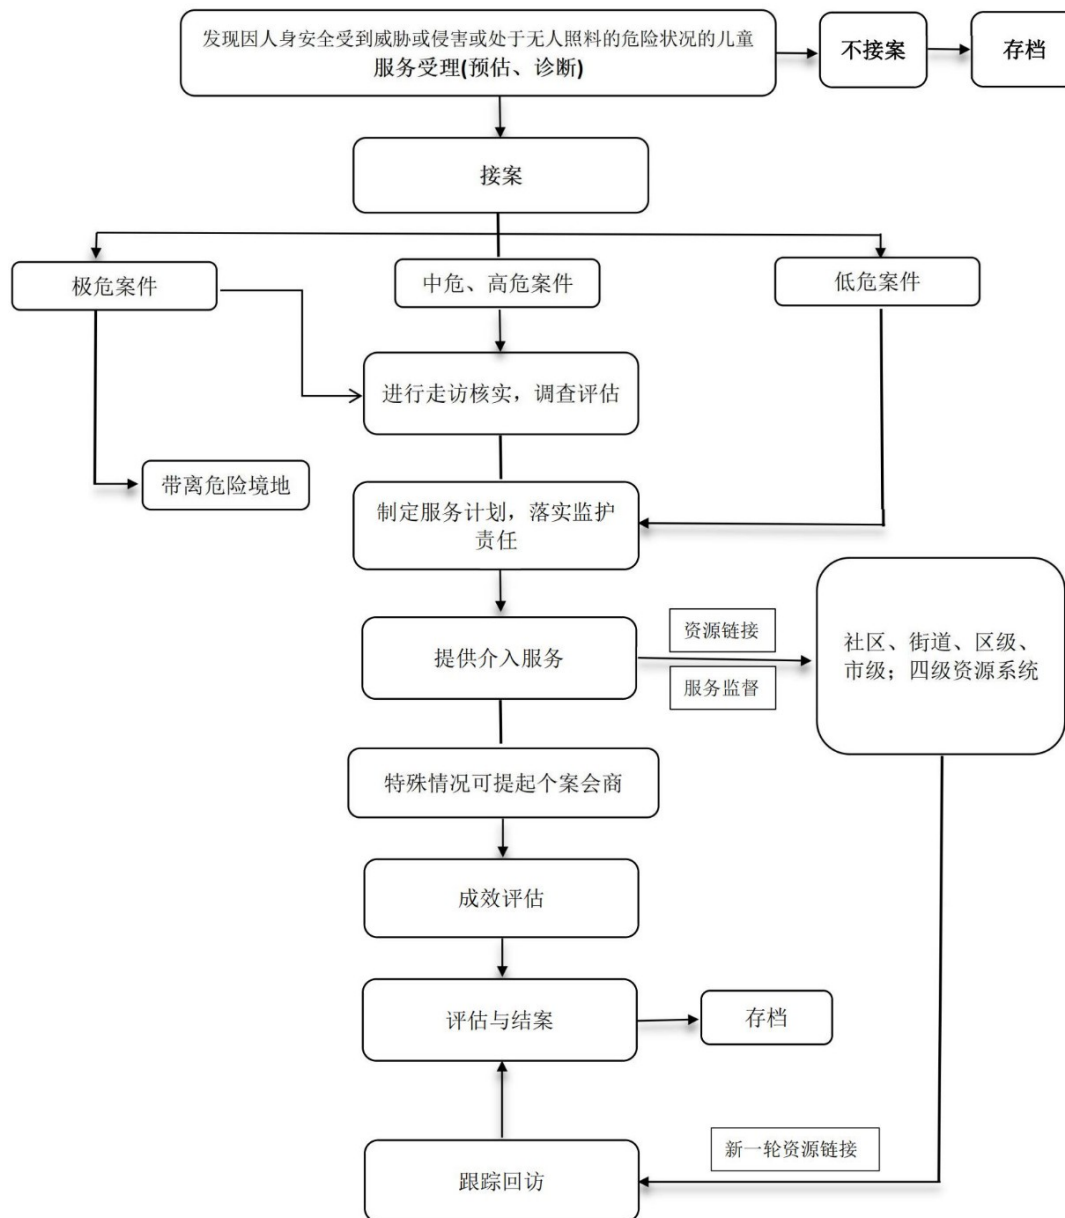 发现因人身安全受到威胁或侵害或处于无人照料的危险状况的儿童
服务受理(预估、诊断)
不接案
存档
接案
极危案件
中危、高危案件
低危案件
进行走访核实，调查评估
带离危险境地
制定服务计划，落实监护
责任
提供介入服务
资源链接
服务监督
社区、街道、区级、
市级；四级资源系统
特殊情况可提起个案会商
成效评估
评估与结案
存档
新一轮资源链接
跟踪回访